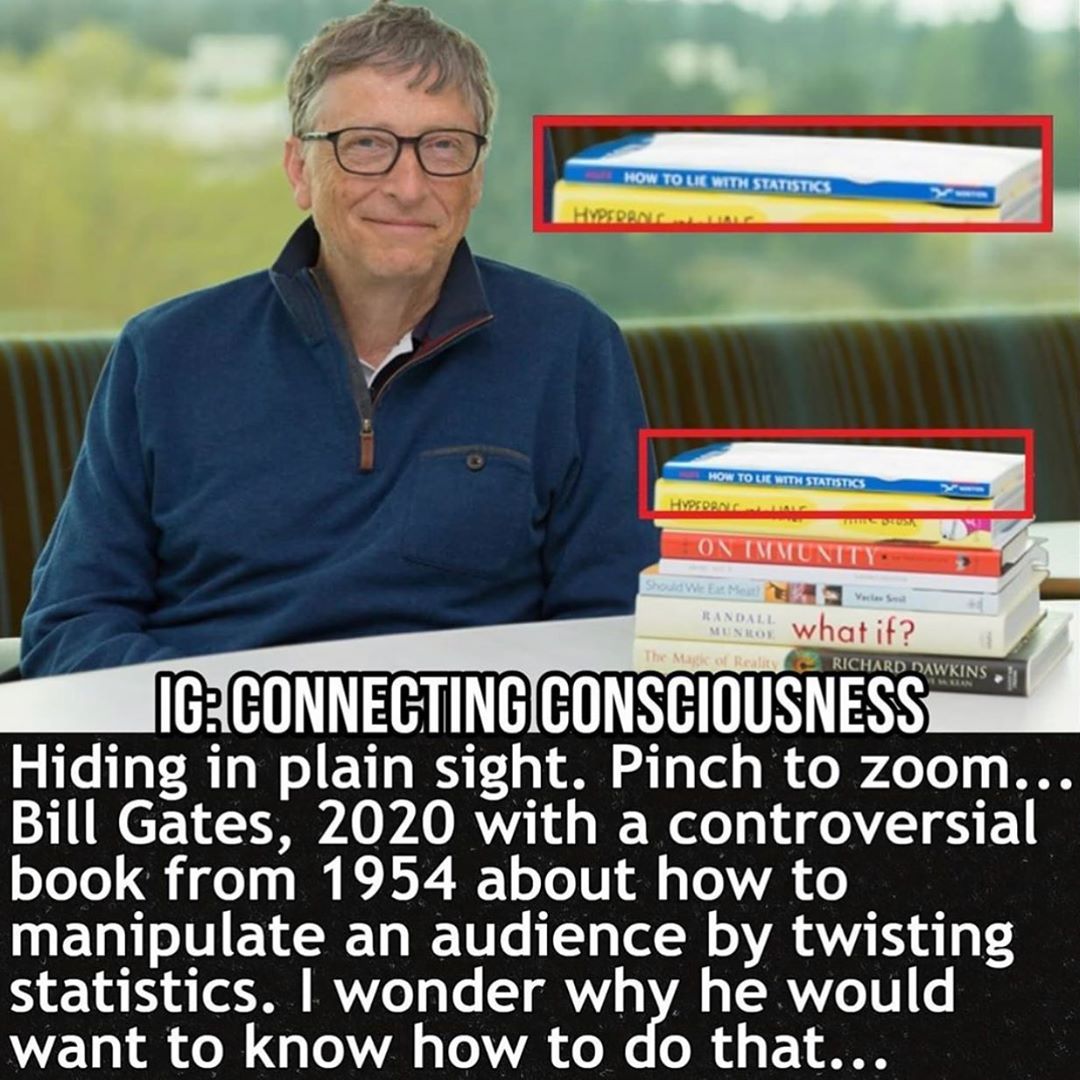 HOW TO LIE WITH STATISTICS
HOW TO LIE WITH STATISTICS
ON IMMUNITY
Should We Eat Meat? Vaclav Smil
RANDALL MUNROE what if?
The Magic of Reality RICHARD DAWKINS
IG: CONNECTING CONSCIOUSNESS
Hiding in plain sight. Pinch to zoom...
Bill Gates, 2020 with a controversial
book from 1954 about how to
manipulate an audience by twisting
statistics. I wonder why he would
want to know how to do that...